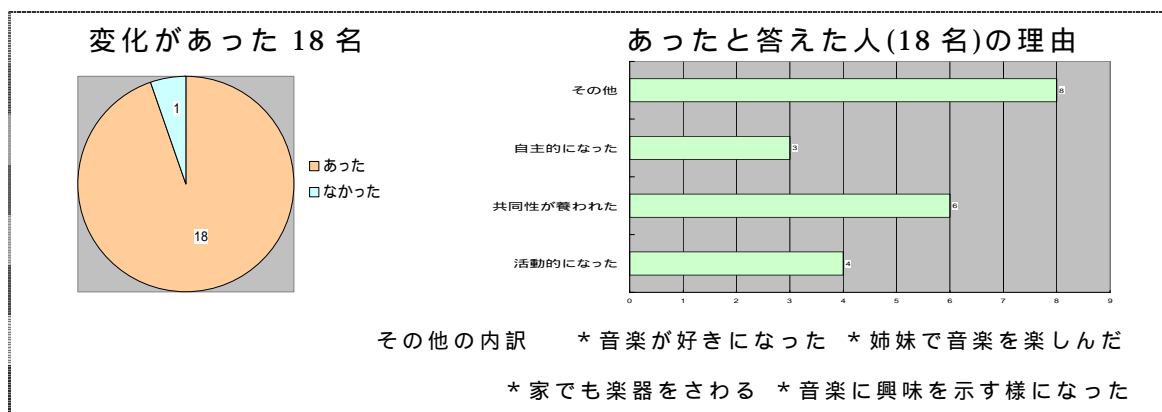 変化があった 18 名
1
18
あった
なかった
あったと答えた人(18 名)の理由
その他
8
自主的になった
3
共同性が養われた
6
活動的になった
4
0 1 2 3 4 5 6 7 8 9
その他の内訳 *音楽が好きになった *姉妹で音楽を楽しんだ
*家でも楽器をさわる *音楽に興味を示す様になった